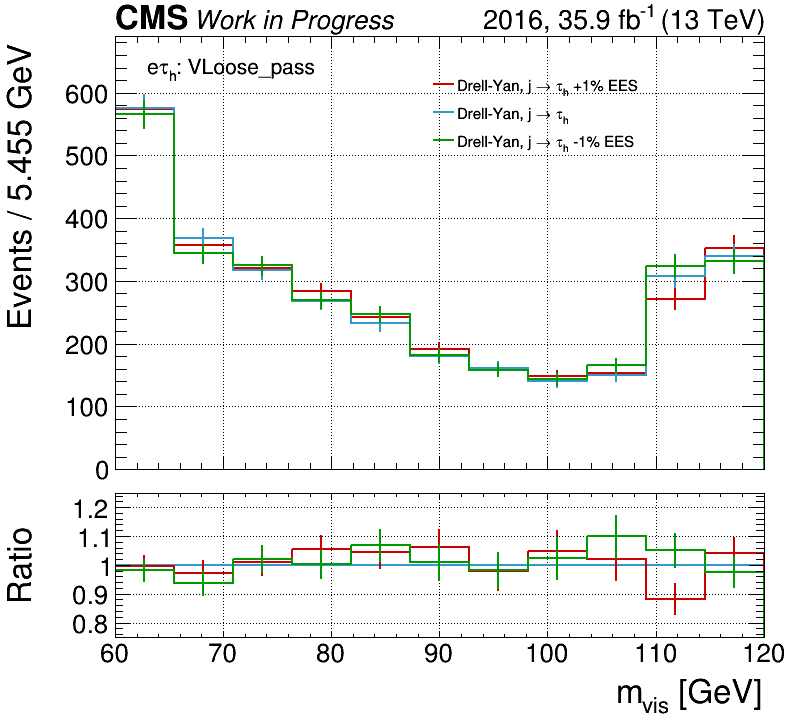 CMS Work in Progress 2016, 35.9 fb⁻¹ (13 TeV)
eτₕ: VLoose_pass
Drell-Yan, j → τₕ +1% EES
Drell-Yan, j → τₕ
Drell-Yan, j → τₕ -1% EES
Events / 5.455 GeV
600
500
400
300
200
100
0
Ratio
1.2
1.1
1
0.9
0.8
60 70 80 90 100 110 120
m_vis [GeV]